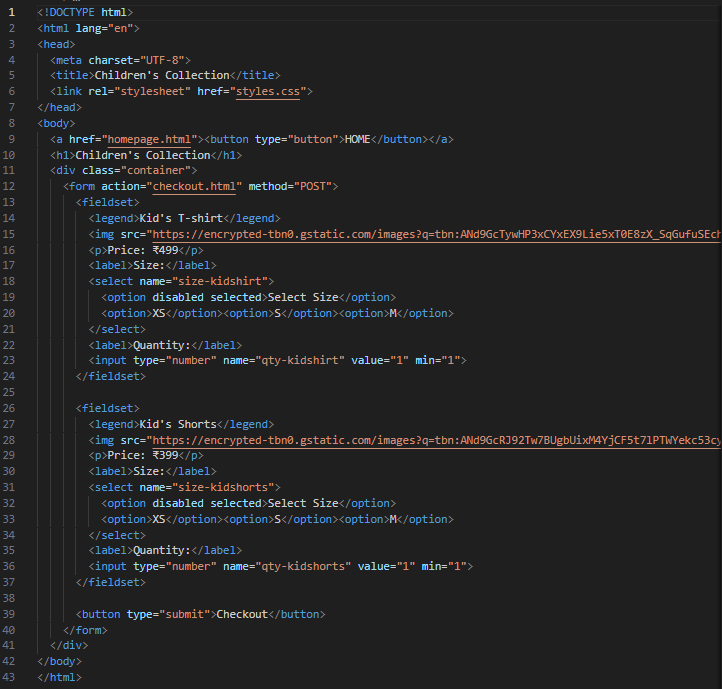 1 <!DOCTYPE html>
2 <html lang="en">
3 <head>
4   <meta charset="UTF-8">
5   <title>Children's Collection</title>
6   <link rel="stylesheet" href="styles.css">
7 </head>
8 <body>
9   <a href="homepage.html"><button type="button">HOME</button></a>
10   <h1>Children's Collection</h1>
11   <div class="container">
12     <form action="checkout.html" method="POST">
13       <fieldset>
14         <legend>Kid's T-shirt</legend>
15         <img src="https://encrypted-tbn0.gstatic.com/images?q=tbn:ANd9GcTywHP3xCYxEX9Lie5xT0E8zX_SqGufuSEch
16         <p>Price: ₹499</p>
17         <label>Size:</label>
18         <select name="size-kidshirt">
19           <option disabled selected>Select Size</option>
20           <option>XS</option><option>S</option><option>M</option>
21         </select>
22         <label>Quantity:</label>
23         <input type="number" name="qty-kidshirt" value="1" min="1">
24       </fieldset>
25
26       <fieldset>
27         <legend>Kid's Shorts</legend>
28         <img src="https://encrypted-tbn0.gstatic.com/images?q=tbn:ANd9GcRJ92Tw7BUgbUixM4YjCF5t7lPTWYekc53cy
29         <p>Price: ₹399</p>
30         <label>Size:</label>
31         <select name="size-kidshorts">
32           <option disabled selected>Select Size</option>
33           <option>XS</option><option>S</option><option>M</option>
34         </select>
35         <label>Quantity:</label>
36         <input type="number" name="qty-kidshorts" value="1" min="1">
37       </fieldset>
38
39       <button type="submit">Checkout</button>
40     </form>
41   </div>
42 </body>
43 </html>